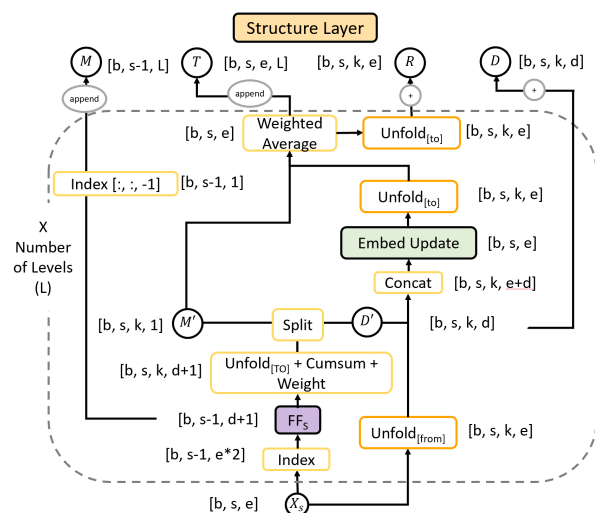 Structure Layer
M [b, s-1, L] T [b, s, e, L] [b, s, k, e] R D [b, s, k, d]
append append + +
[b, s, e] Weighted Average Unfold[to] [b, s, k, e]
Index [:, :, -1] [b, s-1, 1] Unfold[to] [b, s, k, e]
X
Number
of Levels
(L)
Embed Update [b, s, e]
Concat [b, s, k, e+d]
[b, s, k, 1] M' Split D' [b, s, k, d]
[b, s, k, d+1] Unfold[TO] + Cumsum +
Weight
[b, s-1, d+1] FFS Unfold[from] [b, s, k, e]
[b, s-1, e*2] Index
[b, s, e] Xs